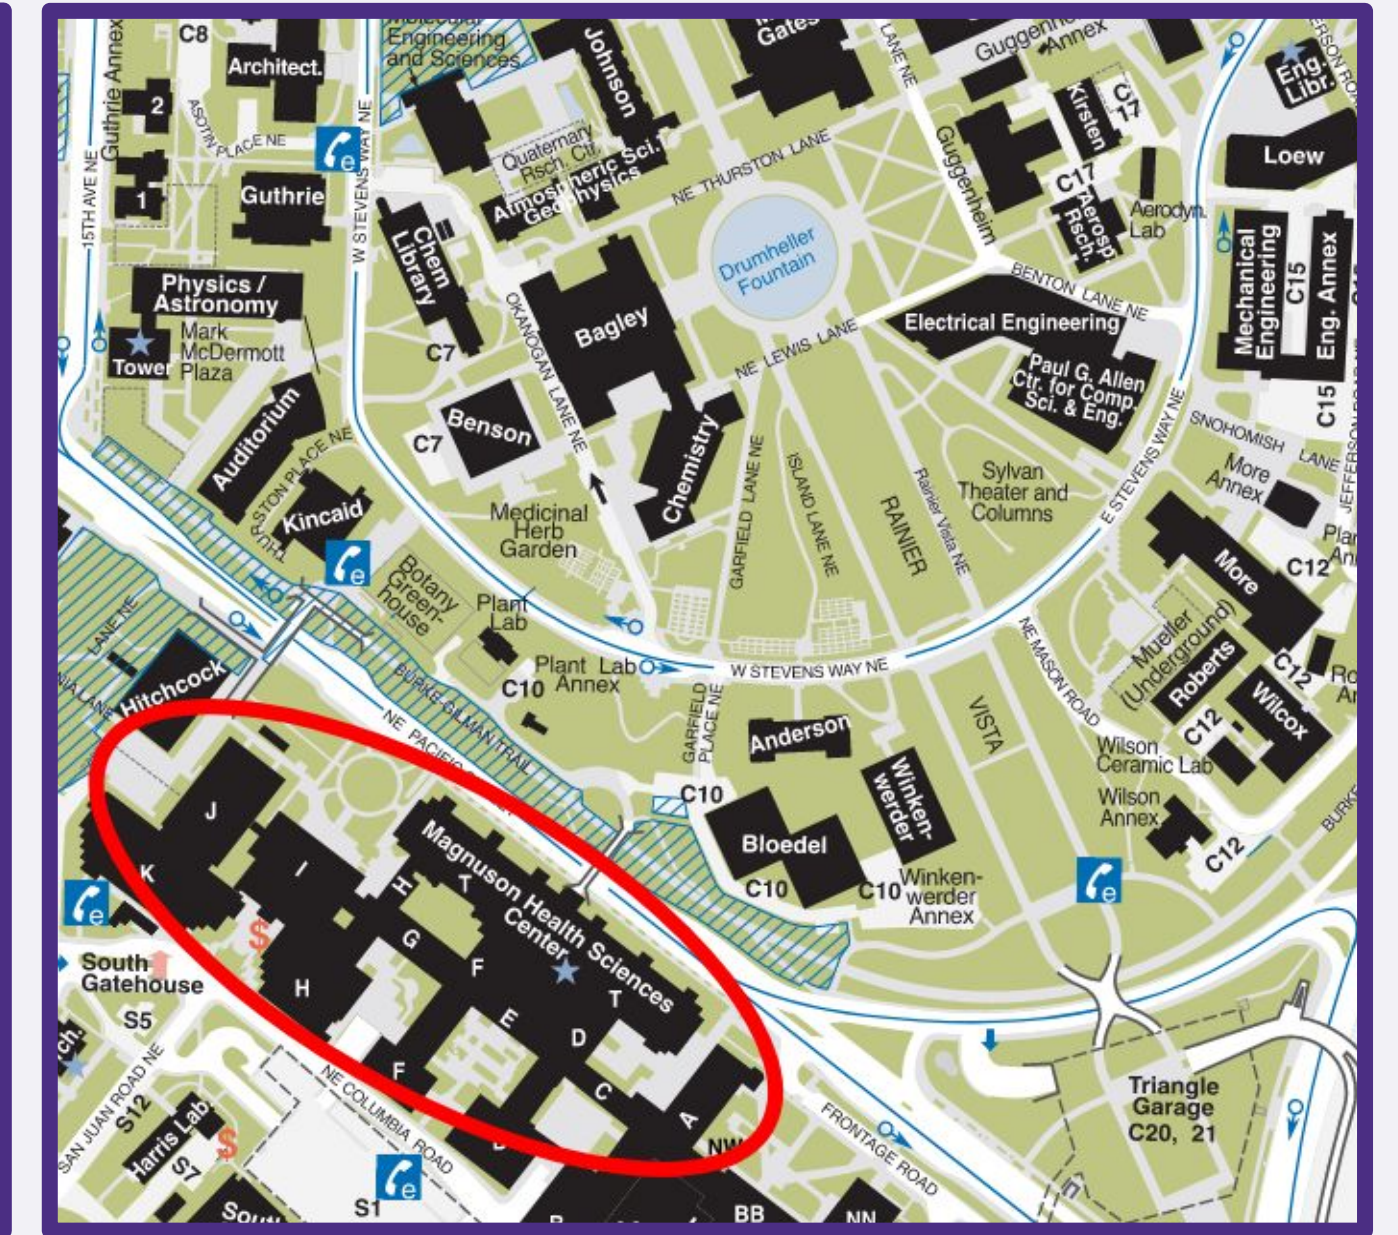 C8
Guthrie Annex
Engineering
and Sciences
Architect.
2
1
ASOTIN PLACE NE
15TH AVE NE
Guthrie
W STEVENS WAY NE
e
Johnson
Quaternary
Rsch. Ctr.
Atmospheric Sci.
Geophysics
Gates
LANE NE
Annex
NE THURSTON LANE
Guggenheim
Kirsten
C17
C17
Aerosp.
Rsch.
Aerodyn.
Lab
Eng.
Libr.
Loew
Drumheller
Fountain
Physics /
Astronomy
Tower
Mark
McDermott
Plaza
Chem
Library
C7
OKANOGAN LANE NE
Bagley
NE LEWIS LANE
BENTON LANE NE
Electrical Engineering
Paul G. Allen
Ctr. for Comp.
Sci. & Eng.
Mechanical
Engineering
C15
Eng. Annex
C15
Auditorium
Benson
C7
Chemistry
THURSTON PLACE NE
Kincaid
e
Medicinal
Herb
Garden
GARFIELD LANE NE
ISLAND LANE NE
RAINIER
Rainier Vista NE
Sylvan
Theater and
Columns
E STEVENS WAY NE
SNOHOMISH LANE
More
Annex
C12
More
Botany
Green-
house
Plant
Lab
Plant Lab
Annex
C10
W STEVENS WAY NE
NE MASON ROAD
Mueller
(Underground)
Roberts
C12
C12
Wilcox
LANE NE
Hitchcock
BURKE-GILMAN TRAIL
NE PACIFIC
GARFIELD
PLACE NE
Anderson
VISTA
Wilson
Ceramic Lab
Wilson
Annex
C12
C10
Winken-
werder
Bloedel
C10
C10
Winken-
werder
Annex
e
J
K
I
H
T
Magnuson Health Sciences
Center
G
F
H
E
T
D
C
F
A
e
$
South
Gatehouse
S5
S12
SAN JUAN ROAD NE
Harris Lab.
S7
$
NE COLUMBIA ROAD
e
S1
NW
BB
NN
FRONTAGE ROAD
Triangle
Garage
C20, 21